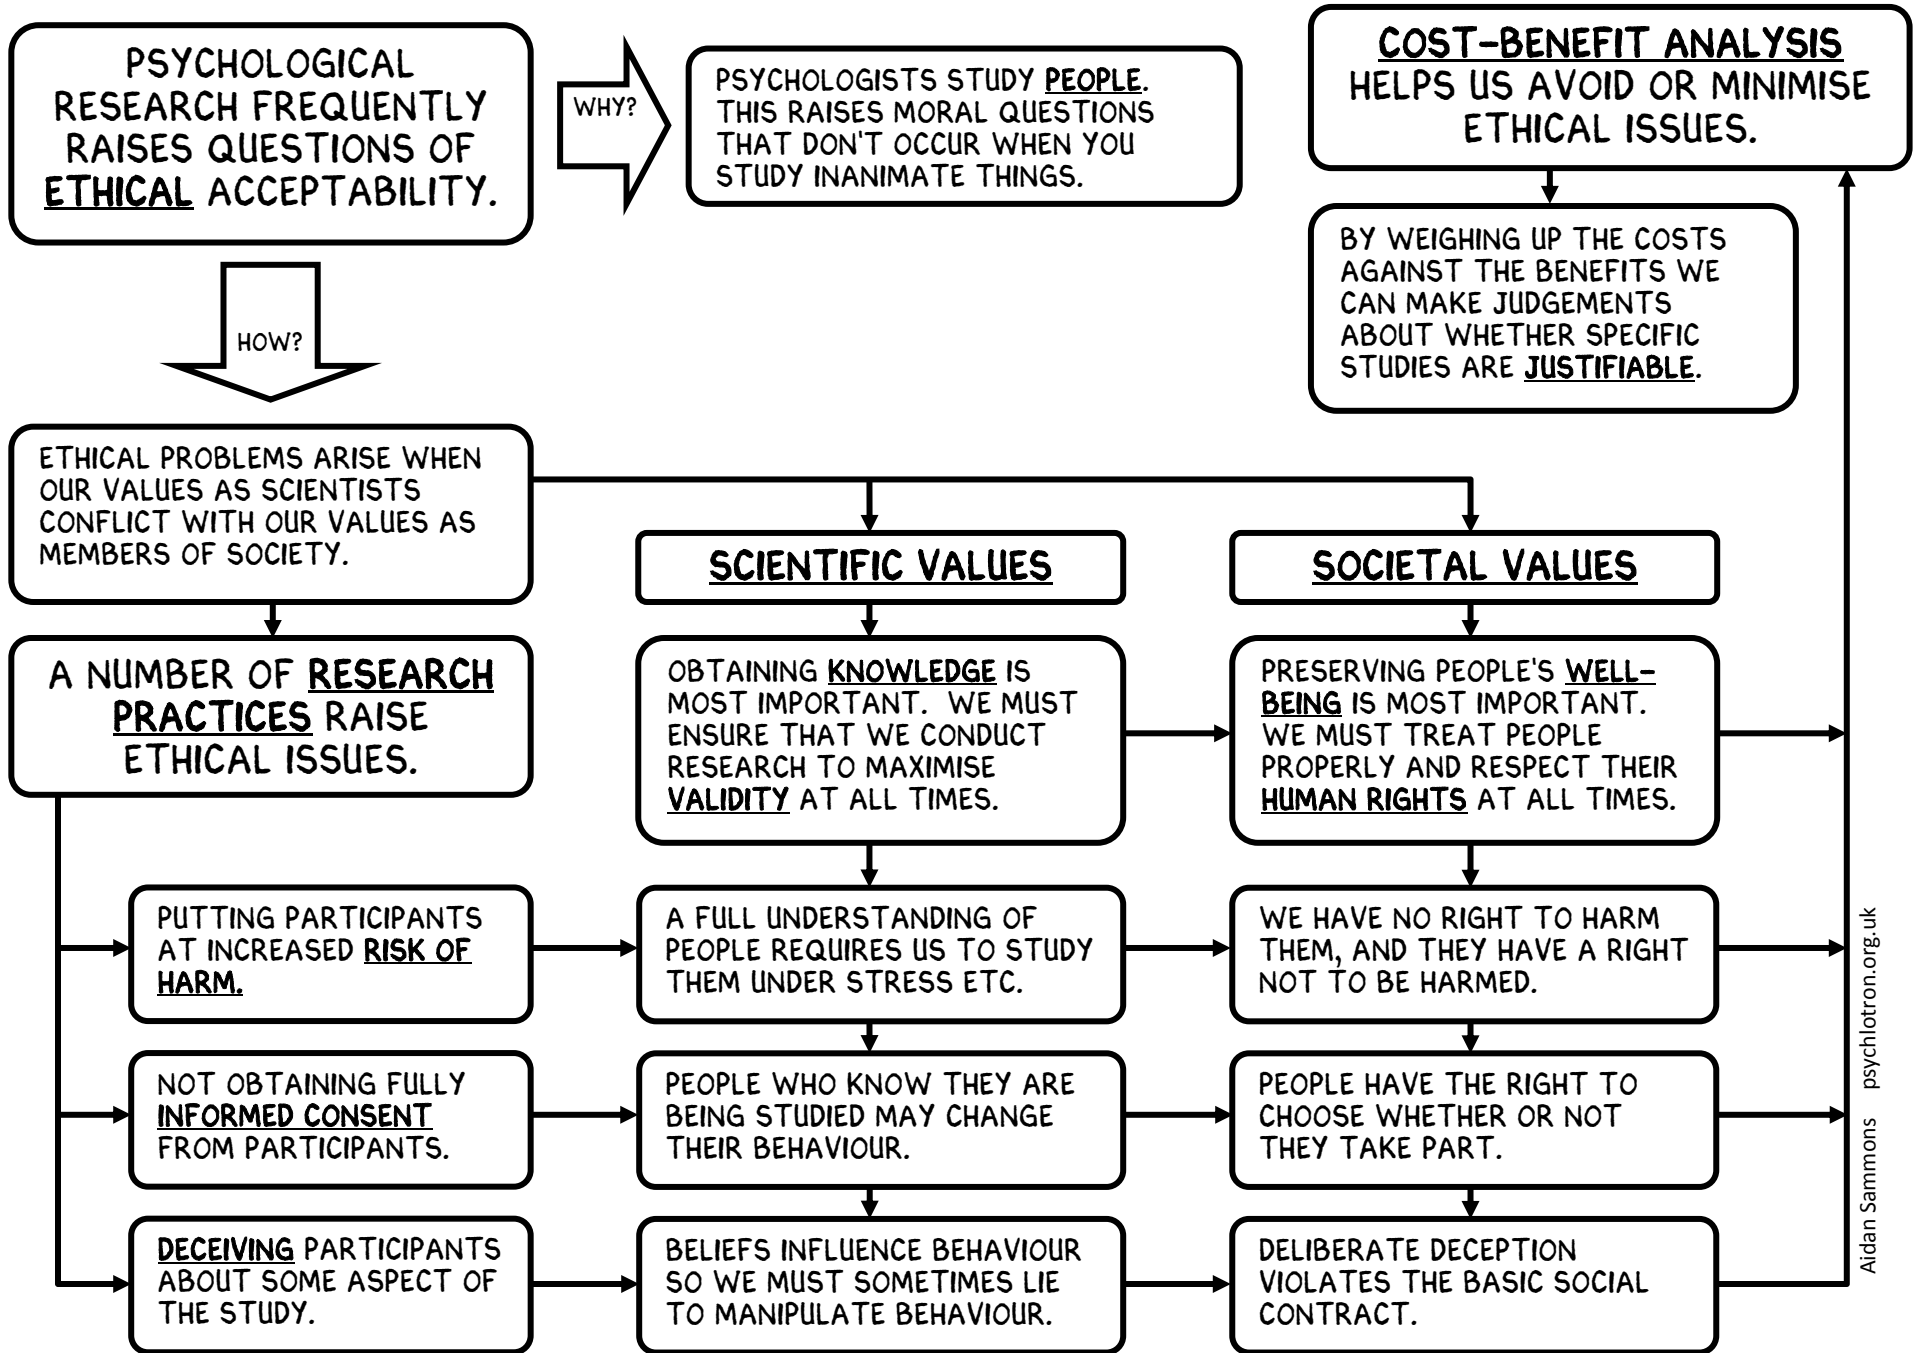 PSYCHOLOGICAL
RESEARCH FREQUENTLY
RAISES QUESTIONS OF
ETHICAL ACCEPTABILITY.
WHY?
PSYCHOLOGISTS STUDY PEOPLE.
THIS RAISES MORAL QUESTIONS
THAT DON'T OCCUR WHEN YOU
STUDY INANIMATE THINGS.
COST-BENEFIT ANALYSIS
HELPS US AVOID OR MINIMISE
ETHICAL ISSUES.
BY WEIGHING UP THE COSTS
AGAINST THE BENEFITS WE
CAN MAKE JUDGEMENTS
ABOUT WHETHER SPECIFIC
STUDIES ARE JUSTIFIABLE.
HOW?
ETHICAL PROBLEMS ARISE WHEN
OUR VALUES AS SCIENTISTS
CONFLICT WITH OUR VALUES AS
MEMBERS OF SOCIETY.
SCIENTIFIC VALUES
SOCIETAL VALUES
A NUMBER OF RESEARCH
PRACTICES RAISE
ETHICAL ISSUES.
OBTAINING KNOWLEDGE IS
MOST IMPORTANT. WE MUST
ENSURE THAT WE CONDUCT
RESEARCH TO MAXIMISE
VALIDITY AT ALL TIMES.
PRESERVING PEOPLE'S WELL-
BEING IS MOST IMPORTANT.
WE MUST TREAT PEOPLE
PROPERLY AND RESPECT THEIR
HUMAN RIGHTS AT ALL TIMES.
PUTTING PARTICIPANTS
AT INCREASED RISK OF
HARM.
A FULL UNDERSTANDING OF
PEOPLE REQUIRES US TO STUDY
THEM UNDER STRESS ETC.
WE HAVE NO RIGHT TO HARM
THEM, AND THEY HAVE A RIGHT
NOT TO BE HARMED.
NOT OBTAINING FULLY
INFORMED CONSENT
FROM PARTICIPANTS.
PEOPLE WHO KNOW THEY ARE
BEING STUDIED MAY CHANGE
THEIR BEHAVIOUR.
PEOPLE HAVE THE RIGHT TO
CHOOSE WHETHER OR NOT
THEY TAKE PART.
DECEIVING PARTICIPANTS
ABOUT SOME ASPECT OF
THE STUDY.
BELIEFS INFLUENCE BEHAVIOUR
SO WE MUST SOMETIMES LIE
TO MANIPULATE BEHAVIOUR.
DELIBERATE DECEPTION
VIOLATES THE BASIC SOCIAL
CONTRACT.
Aidan Sammons psychlotron.org.uk